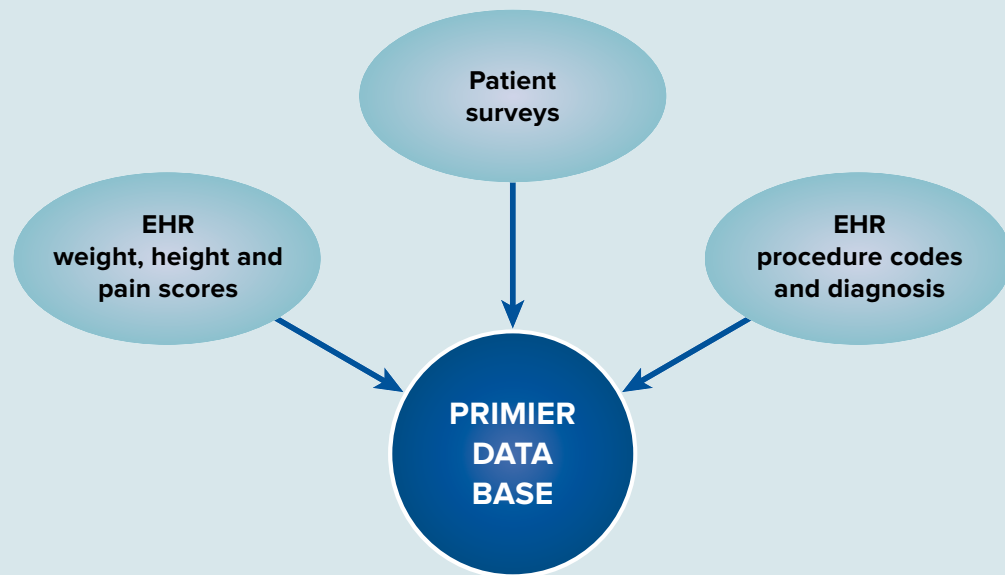 Patient
surveys
EHR
weight, height and
pain scores
EHR
procedure codes
and diagnosis
PRIMIER
DATA
BASE